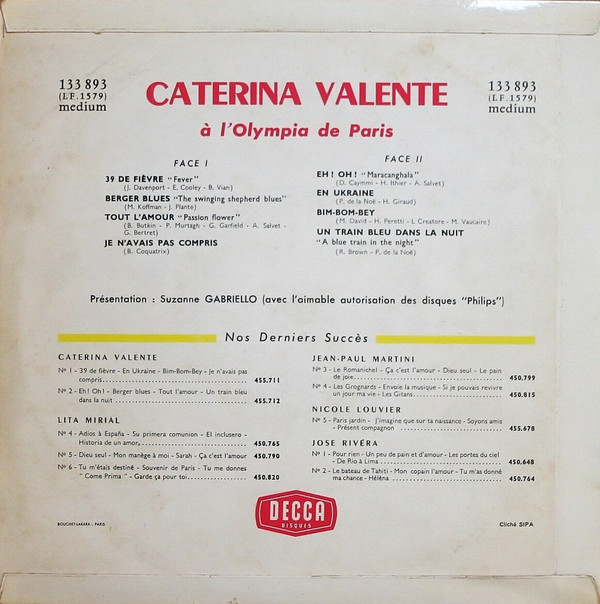 133 893
(LF. 1579)
medium
CATERINA VALENTE
à l'Olympia de Paris
133 893
(LF. 1579)
medium
FACE I
39 DE FIÈVRE "Fever"
(J. Davenport - E. Cooley - B. Vian)
BERGER BLUES "The swinging shepherd blues"
(M. Koffman - J. Plante)
TOUT L'AMOUR "Passion flower"
(B. Butkin - P. Murtagh - G. Garfield - A. Salvet -
G. Bertret)
JE N'AVAIS PAS COMPRIS
(B. Coquatrix)
FACE II
EH ! OH ! "Maracanghala"
(D. Caymmi - H. Ithier - A. Salvet)
EN UKRAINE
(P. de la Noë - H. Giraud)
BIM-BOM-BEY
(M. David - H. Peretti - L Creatore - M. Vaucaire)
UN TRAIN BLEU DANS LA NUIT
"A blue train in the night"
(R. Brown - P. de la Noë)
Présentation : Suzanne GABRIELLO (avec l'aimable autorisation des disques "Philips")
Nos Derniers Succès
CATERINA VALENTE
Nº 1 - 39 de fièvre - En Ukraine - Bim-Bom-Bey - Je n'avais pas
compris 455.711
Nº 2 - Eh ! Oh ! - Berger blues - Tout l'amour - Un train bleu
dans la nuit 455.712
LITA MIRIAL
Nº 4 - Adios à España - Su primera comunion - El inclusero -
Historia de un amor 450.765
Nº 5 - Dieu seul - Mon manège à moi - Sarah - Ça c'est l'amour 450.790
Nº 6 - Tu m'étais destiné - Souvenir de Paris - Tu me donnes
" Come Prima " - Garde ça pour toi 450.820
JEAN-PAUL MARTINI
Nº 3 - Le Romanichel - Ça c'est l'amour - Dieu seul - Le pain
de joie 450.799
Nº 4 - Les Grognards - Envoie la musique - Si je pouvais revivre
un jour ma vie - Les Gitans 450.815
NICOLE LOUVIER
Nº 5 - Paris jardin - J'imagine que sur ta naissance - Soyons amis
- Présent compagnon 455.678
JOSE RIVÉRA
Nº 1 - Pour rien - Un peu de pain et d'amour - Les portes du ciel
- De Rio à Lima 450.648
Nº 2 - Le bateau de Tahiti - Mon copain l'amour - Tu m'as donné
ma chance - Héléna 450.764
DECCA
DISQUES
BOUCHET-LAKARA - PARIS
Cliché SIPA